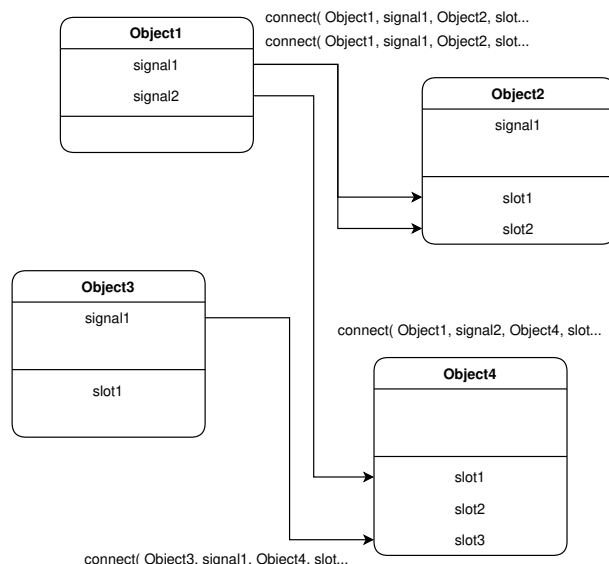 Object1
connect( Object1, signal1, Object2, slot...
connect( Object1, signal1, Object2, slot...
signal1
signal2
Object2
signal1
slot1
slot2
Object3
signal1
slot1
connect( Object1, signal2, Object4, slot...
Object4
slot1
slot2
slot3
connect( Object3, signal1, Object4, slot...